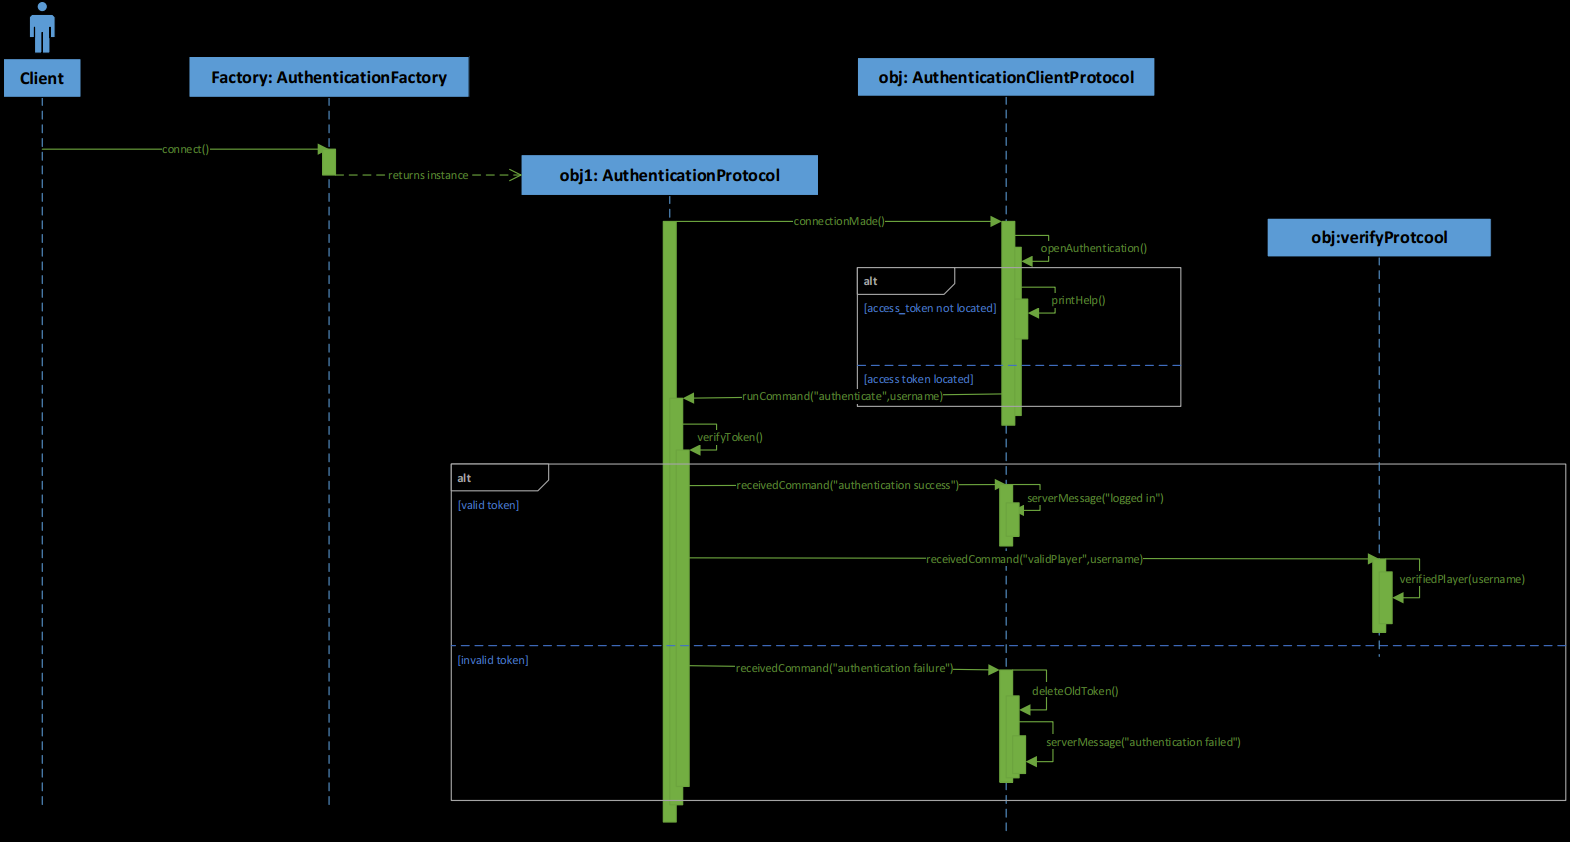 Client
Factory: AuthenticationFactory
obj: AuthenticationClientProtocol
connect()
returns instance
obj1: AuthenticationProtocol
connectionMade()
obj:verifyProtcool
openAuthentication()
alt
printHelp()
[access_token not located]
[access token located]
runCommand("authenticate",username)
verifyToken()
alt
receivedCommand("authentication success")
serverMessage("logged in")
[valid token]
receivedCommand("validPlayer",username)
verifiedPlayer(username)
[invalid token]
receivedCommand("authentication failure")
deleteOldToken()
serverMessage("authentication failed")